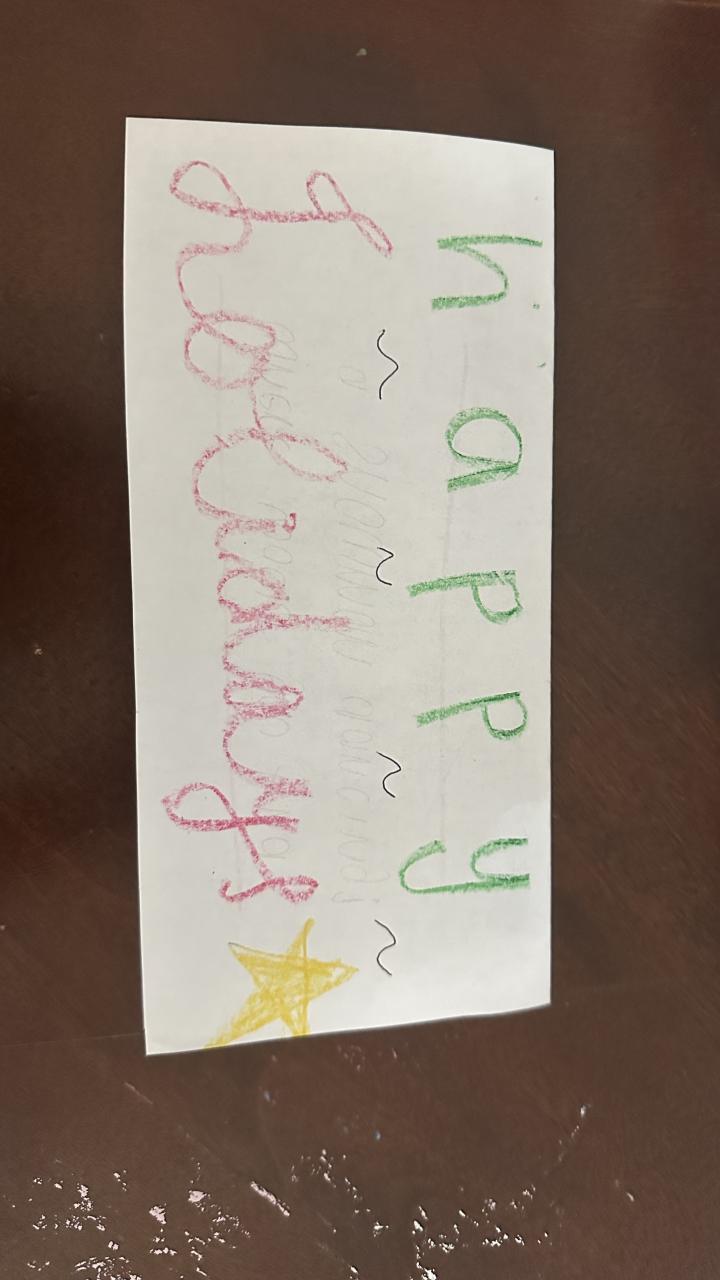 happy
~ ~ ~ ~
holidays